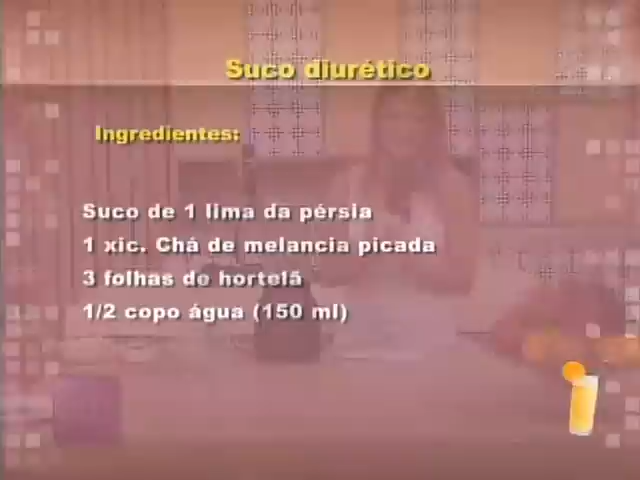 Suco diurético
Ingredientes:
Suco de 1 lima da pérsia
1 xic. Chá de melancia picada
3 folhas de hortelã
1/2 copo água (150 ml)